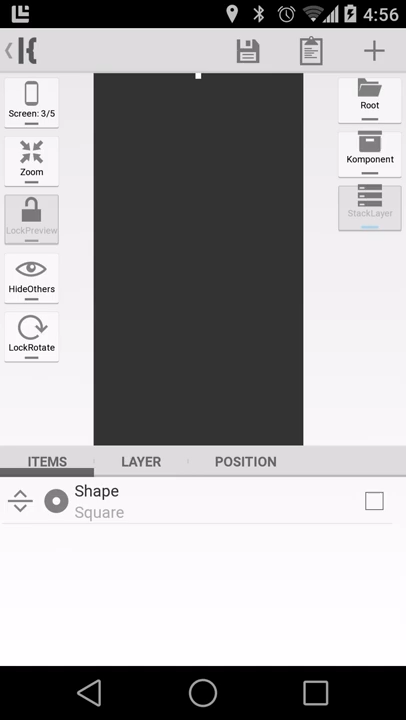 4:56
Screen: 3/5
Zoom
LockPreview
HideOthers
LockRotate
Root
Komponent
StackLayer
ITEMS
LAYER
POSITION
Shape
Square